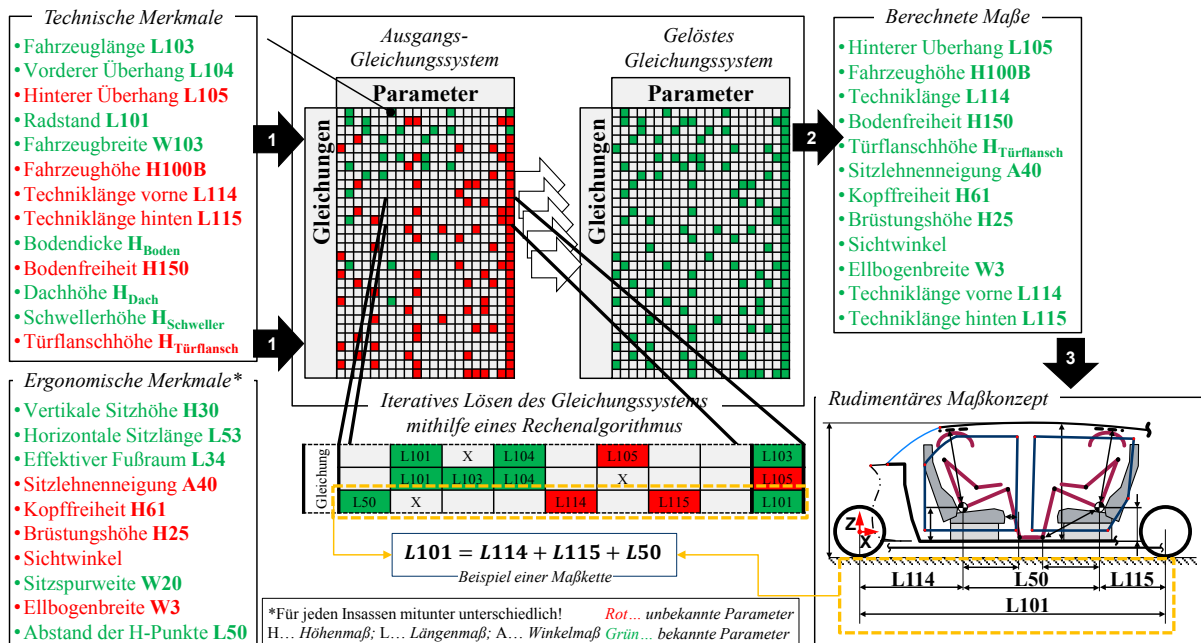 Technische Merkmale
•Fahrzeuglänge L103
•Vorderer Überhang L104
•Hinterer Überhang L105
•Radstand L101
•Fahrzeugbreite W103
•Fahrzeughöhe H100B
•Techniklänge vorne L114
•Techniklänge hinten L115
•Bodendicke HBoden
•Bodenfreiheit H150
•Dachhöhe HDach
•Schwellerhöhe HSchweller
•Türflanschhöhe HTürflansch
Ergonomische Merkmale*
•Vertikale Sitzhöhe H30
•Horizontale Sitzlänge L53
•Effektiver Fußraum L34
•Sitzlehnenneigung A40
•Kopffreiheit H61
•Brüstungshöhe H25
•Sichtwinkel
•Sitzspurweite W20
•Ellbogenbreite W3
•Abstand der H-Punkte L50
1
1
Ausgangs-
Gleichungssystem
Parameter
Gleichungen
Gelöstes
Gleichungssystem
Parameter
Gleichungen
Iteratives Lösen des Gleichungssystems
mithilfe eines Rechenalgorithmus
Gleichung
L101 X L104 L105 L103
L101 L103 L104 X L105
L50 X L114 L115 L101
L101 = L114 + L115 + L50
Beispiel einer Maßkette
*Für jeden Insassen mitunter unterschiedlich! Rot... unbekannte Parameter
H... Höhenmaß; L... Längenmaß; A... Winkelmaß Grün... bekannte Parameter
2
Berechnete Maße
•Hinterer Überhang L105
•Fahrzeughöhe H100B
•Techniklänge L114
•Bodenfreiheit H150
•Türflanschhöhe HTürflansch
•Sitzlehnenneigung A40
•Kopffreiheit H61
•Brüstungshöhe H25
•Sichtwinkel
•Ellbogenbreite W3
•Techniklänge vorne L114
•Techniklänge hinten L115
3
Rudimentäres Maßkonzept
Z
X
L114 L50 L115
L101